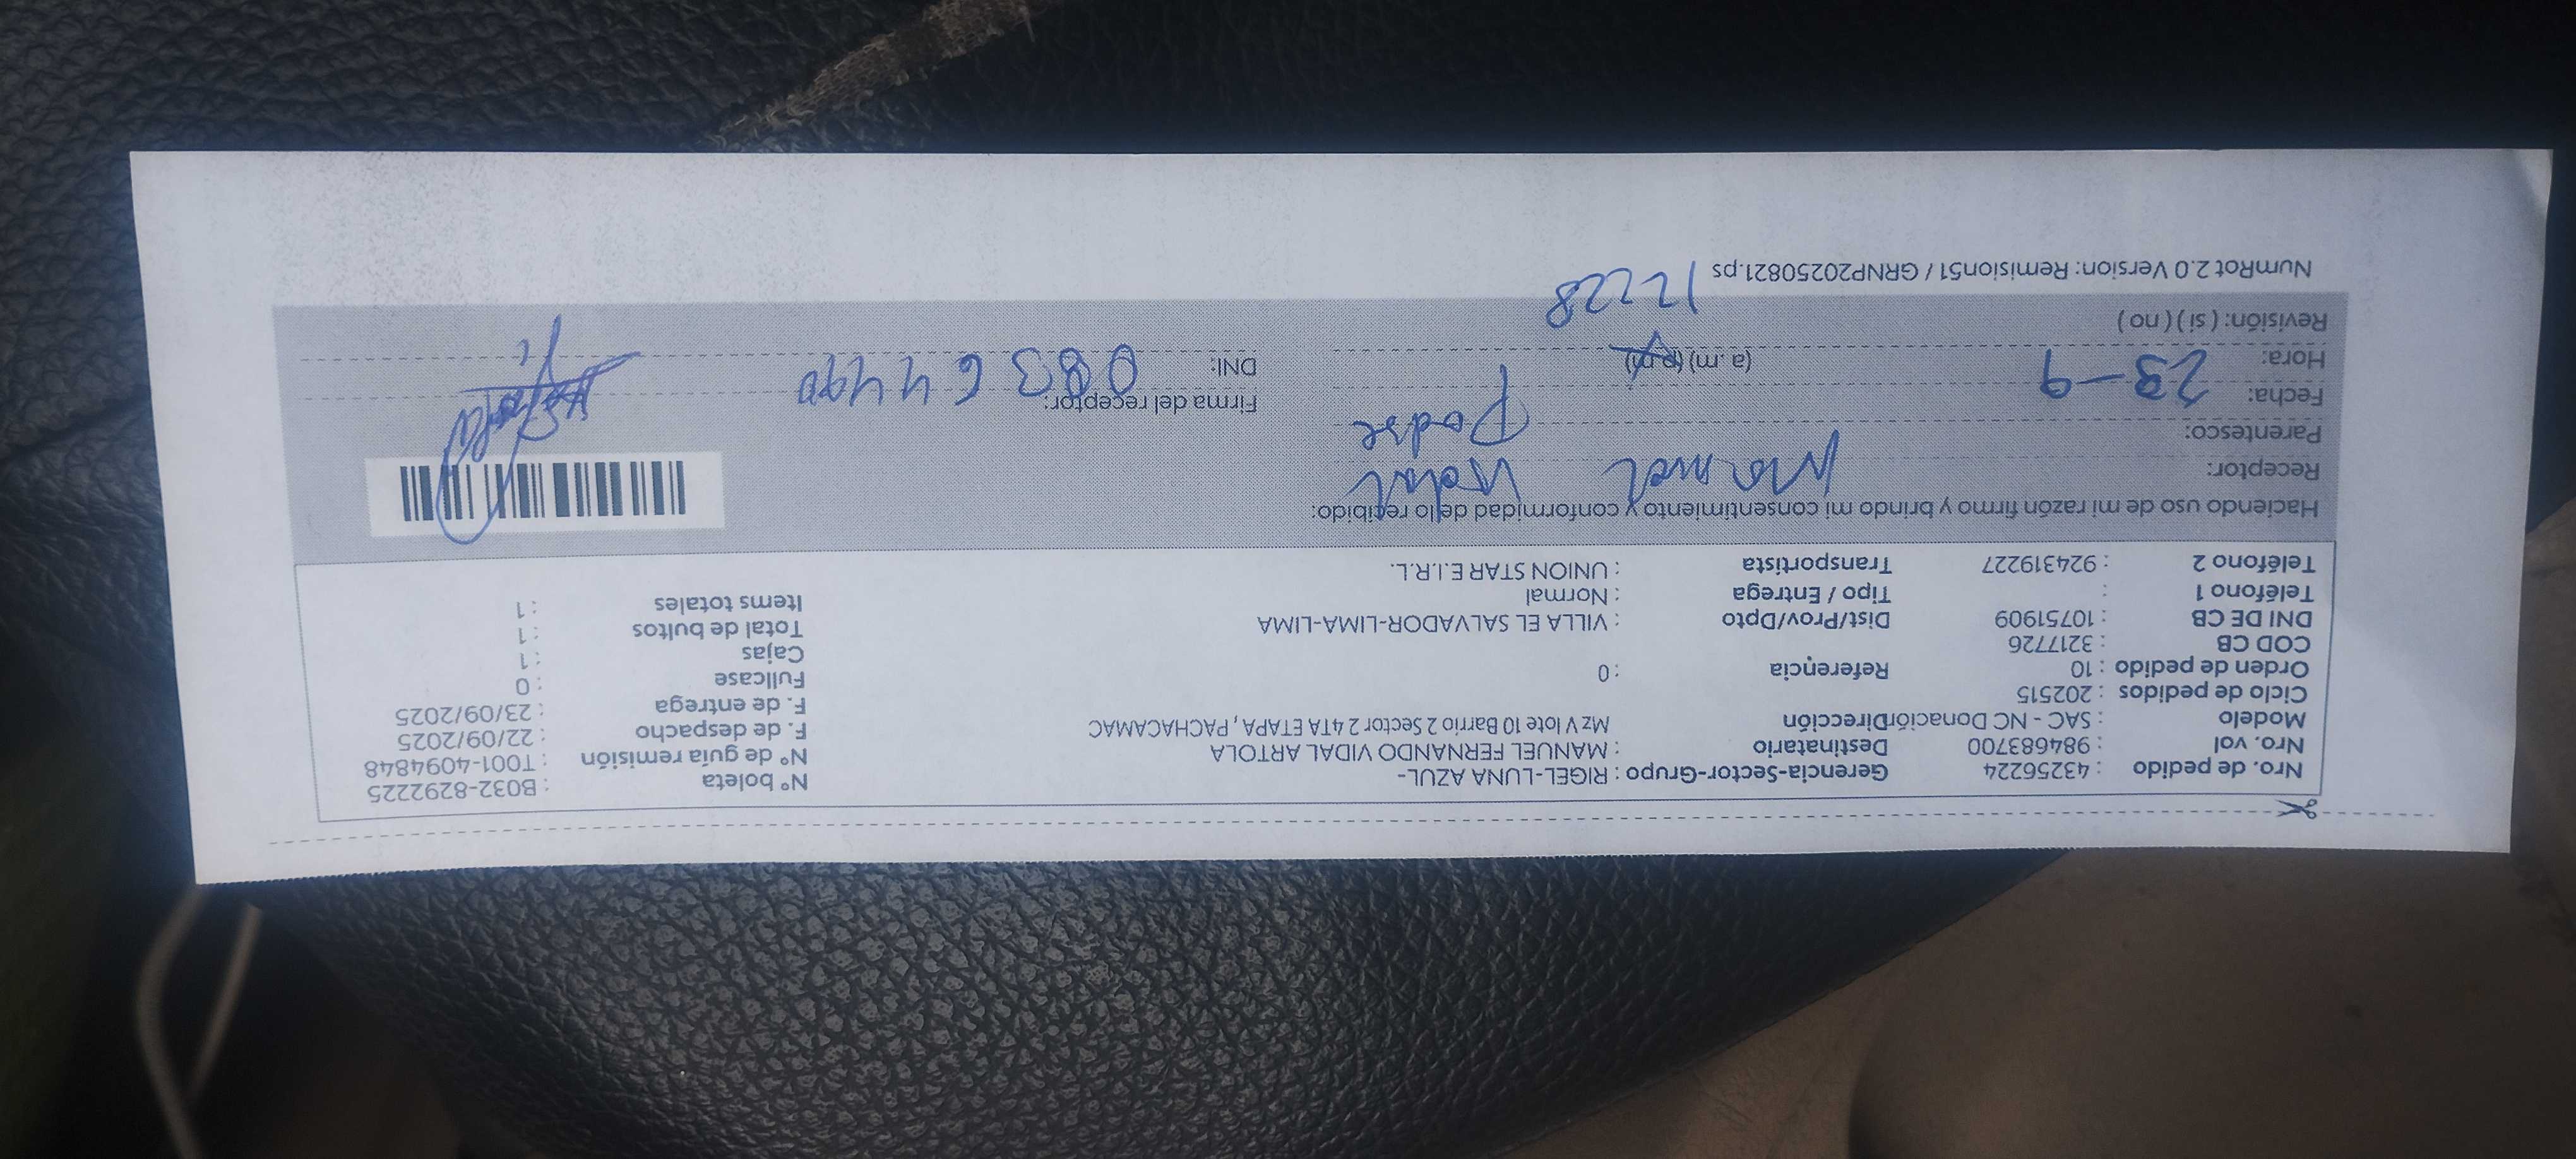 Nro. de pedido : 43256224 Gerencia-Sector-Grupo : RIGEL-LUNA AZUL- N° boleta : B032-8292225
Nro. vol : 984683700 Destinatario : MANUEL FERNANDO VIDAL ARTOLA N° de guía remisión : T001-4094848
Modelo : SAC - NC Donación Dirección Mz V lote 10 Barrio 2 Sector 2 4TA ETAPA, PACHACAMAC F. de despacho : 22/09/2025
Ciclo de pedidos : 202515 F. de entrega : 23/09/2025
Orden de pedido : 10 Referencia : 0 Fullcase : 0
COD CB : 3217726 Cajas : 1
DNI DE CB : 10751909 Dist/Prov/Dpto : VILLA EL SALVADOR-LIMA-LIMA Total de bultos : 1
Teléfono 1 : Tipo / Entrega : Normal Items totales : 1
Teléfono 2 : 924319227 Transportista : UNION STAR E.I.R.L.
Haciendo uso de mi razón firmo y brindo mi consentimiento y conformidad de lo recibido:
Receptor: Manuel Vidal
Parentesco: Padre
Fecha: 23-9 Firma del receptor:
Hora: (a.m) (p.m) DNI: 08364490
Revisión: ( si ) ( no ) 12228
NumRot 2.0 Version: Remision51 / GRNP20250821.ps